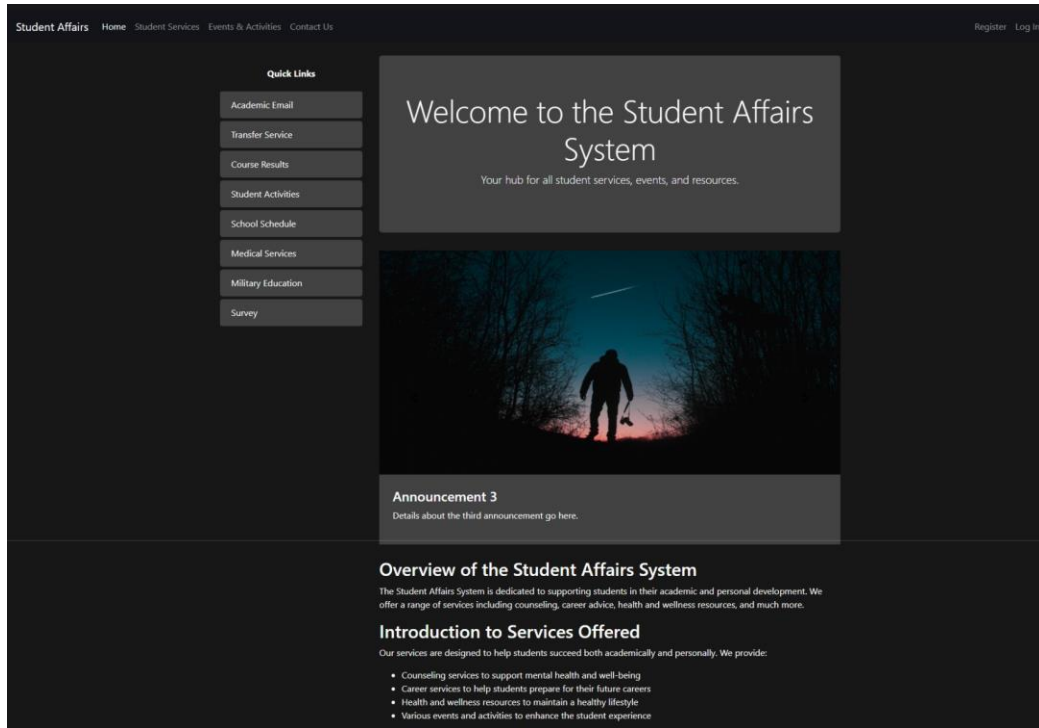 Student Affairs Home Student Services Events & Activities Contact Us Register Log In
Quick Links
Academic Email
Transfer Service
Course Results
Student Activities
School Schedule
Medical Services
Military Education
Survey
Welcome to the Student Affairs
System
Your hub for all student services, events, and resources.
Announcement 3
Details about the third announcement go here.
Overview of the Student Affairs System
The Student Affairs System is dedicated to supporting students in their academic and personal development. We
offer a range of services including counseling, career advice, health and wellness resources, and much more.
Introduction to Services Offered
Our services are designed to help students succeed both academically and personally. We provide:
• Counseling services to support mental health and well-being
• Career services to help students prepare for their future careers
• Health and wellness resources to maintain a healthy lifestyle
• Various events and activities to enhance the student experience